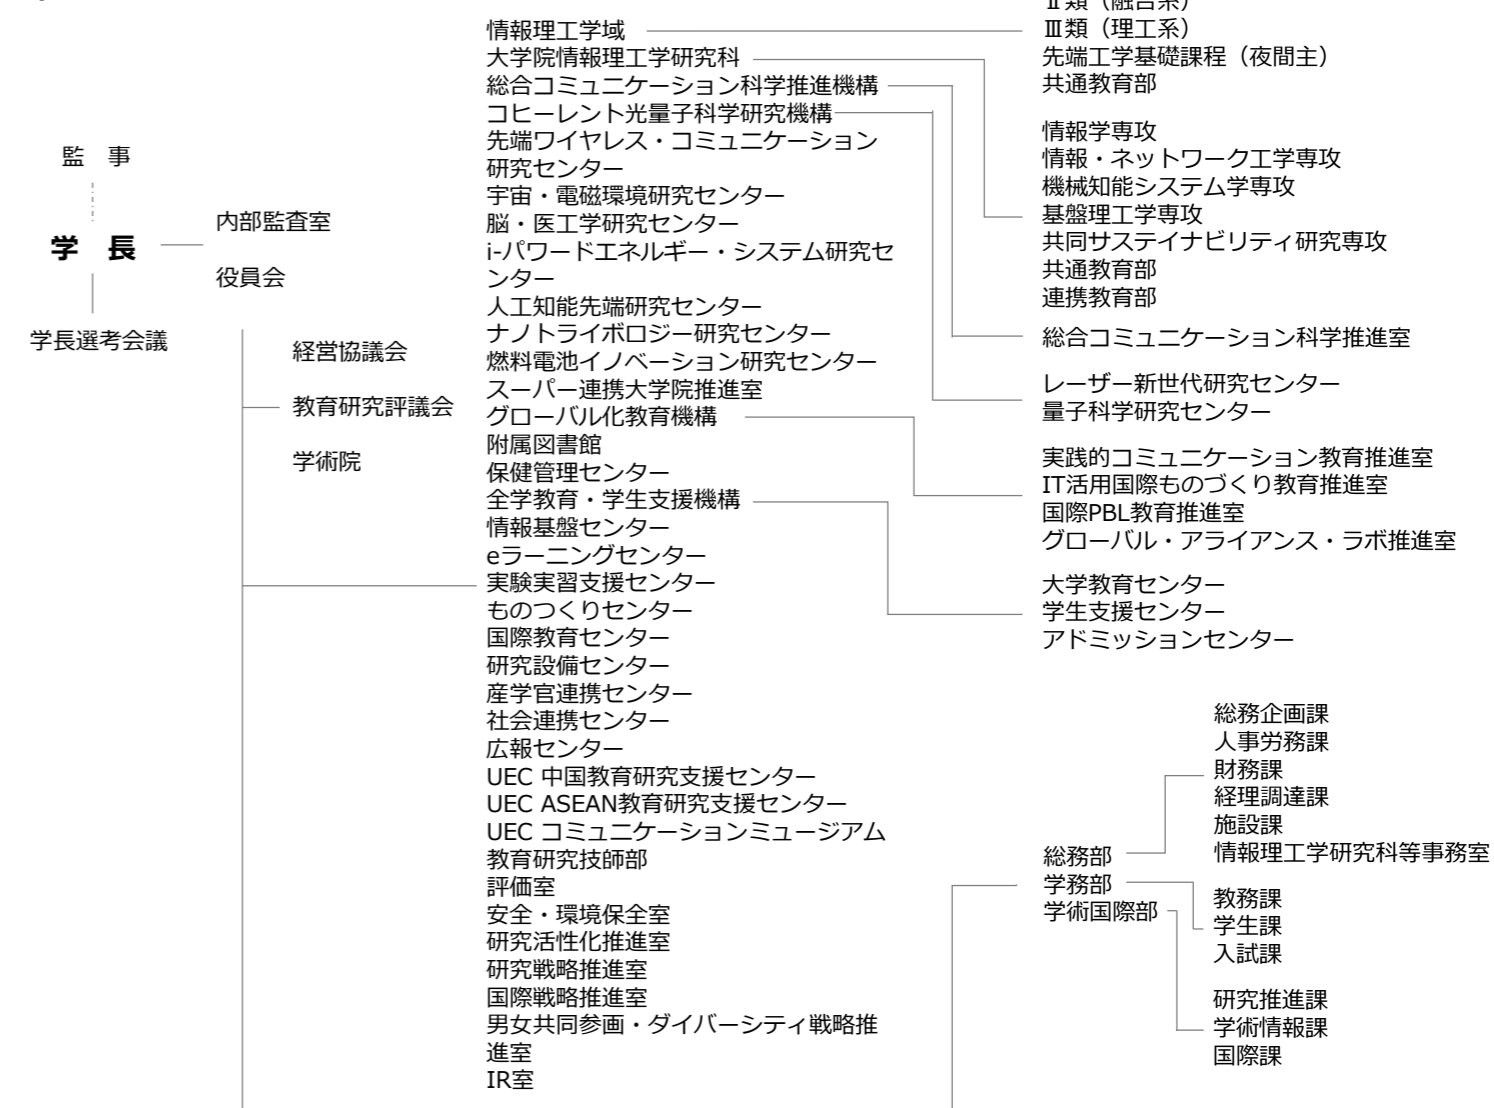 監　事
学　長
学長選考会議
内部監査室
役員会
経営協議会
教育研究評議会
学術院
情報理工学域
大学院情報理工学研究科
総合コミュニケーション科学推進機構
コヒーレント光量子科学研究機構
先端ワイヤレス・コミュニケーション
研究センター
宇宙・電磁環境研究センター
脳・医工学研究センター
i-パワードエネルギー・システム研究セ
ンター
人工知能先端研究センター
ナノトライボロジー研究センター
燃料電池イノベーション研究センター
スーパー連携大学院推進室
グローバル化教育機構
附属図書館
保健管理センター
全学教育・学生支援機構
情報基盤センター
eラーニングセンター
実験実習支援センター
ものつくりセンター
国際教育センター
研究設備センター
産学官連携センター
社会連携センター
広報センター
UEC 中国教育研究支援センター
UEC ASEAN教育研究支援センター
UEC コミュニケーションミュージアム
教育研究技師部
評価室
安全・環境保全室
研究活性化推進室
研究戦略推進室
国際戦略推進室
男女共同参画・ダイバーシティ戦略推
進室
IR室
Ⅱ類（融合系）
Ⅲ類（理工系）
先端工学基礎課程（夜間主）
共通教育部
情報学専攻
情報・ネットワーク工学専攻
機械知能システム学専攻
基盤理工学専攻
共同サステイナビリティ研究専攻
共通教育部
連携教育部
総合コミュニケーション科学推進室
レーザー新世代研究センター
量子科学研究センター
実践的コミュニケーション教育推進室
IT活用国際ものづくり教育推進室
国際PBL教育推進室
グローバル・アライアンス・ラボ推進室
大学教育センター
学生支援センター
アドミッションセンター
総務部
学務部
学術国際部
総務企画課
人事労務課
財務課
経理調達課
施設課
情報理工学研究科等事務室
教務課
学生課
入試課
研究推進課
学術情報課
国際課